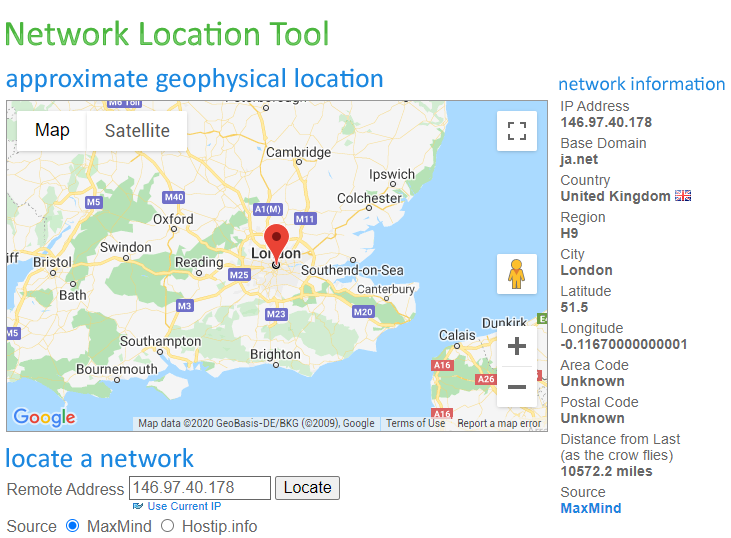 Network Location Tool
approximate geophysical location
Map
Satellite
Cambridge
Ipswich
Colchester
M5
M40
A1(M)
M11
Oxford
Swindon
Bristol
Reading
London
M25
Southend-on-Sea
Bath
Canterbury
M3
M20
M23
M5
Southampton
Brighton
Bournemouth
Calais
Dunkirk
A16
A26
A16
Google
Map data ©2020 GeoBasis-DE/BKG (©2009), Google
Terms of Use
Report a map error
network information
IP Address
146.97.40.178
Base Domain
ja.net
Country
United Kingdom
Region
H9
City
London
Latitude
51.5
Longitude
-0.11670000000001
Area Code
Unknown
Postal Code
Unknown
Distance from Last
(as the crow flies)
10572.2 miles
Source
MaxMind
locate a network
Remote Address 146.97.40.178 Locate
Use Current IP
Source MaxMind Hostip.info